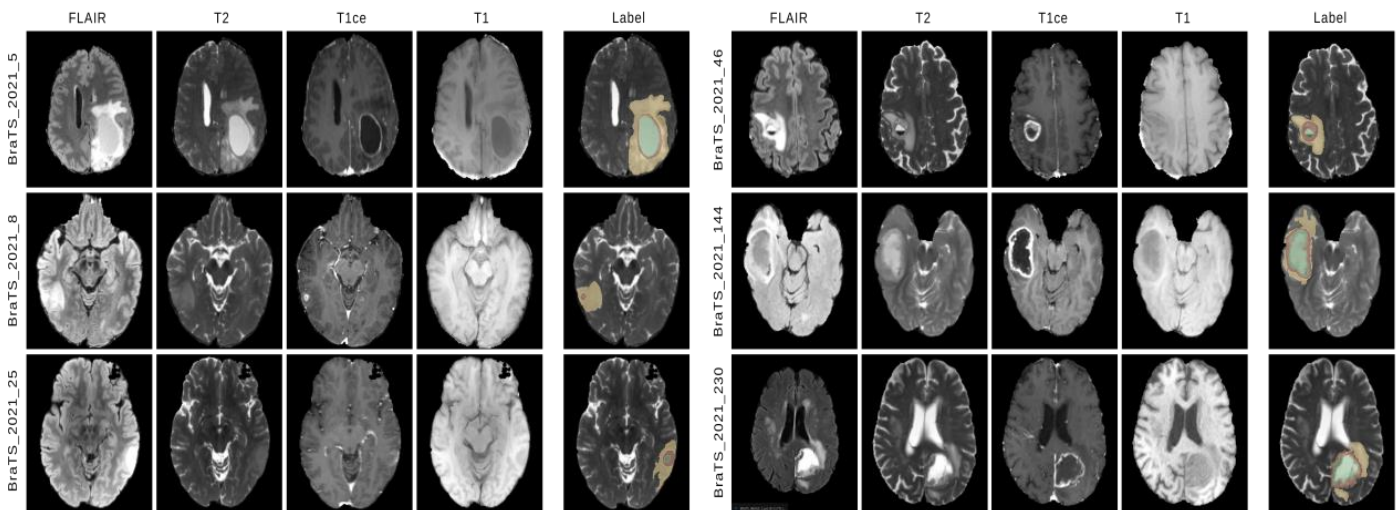 FLAIR T2 T1ce T1 Label FLAIR T2 T1ce T1 Label
BraTS_2021_5
BraTS_2021_46
BraTS_2021_8
BraTS_2021_144
BraTS_2021_25
BraTS_2021_230